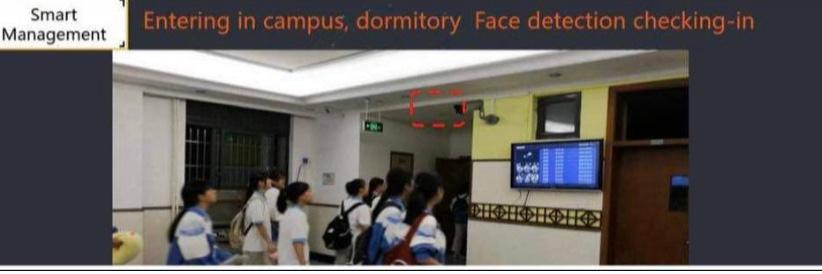 Smart
Management
Entering in campus, dormitory Face detection checking-in